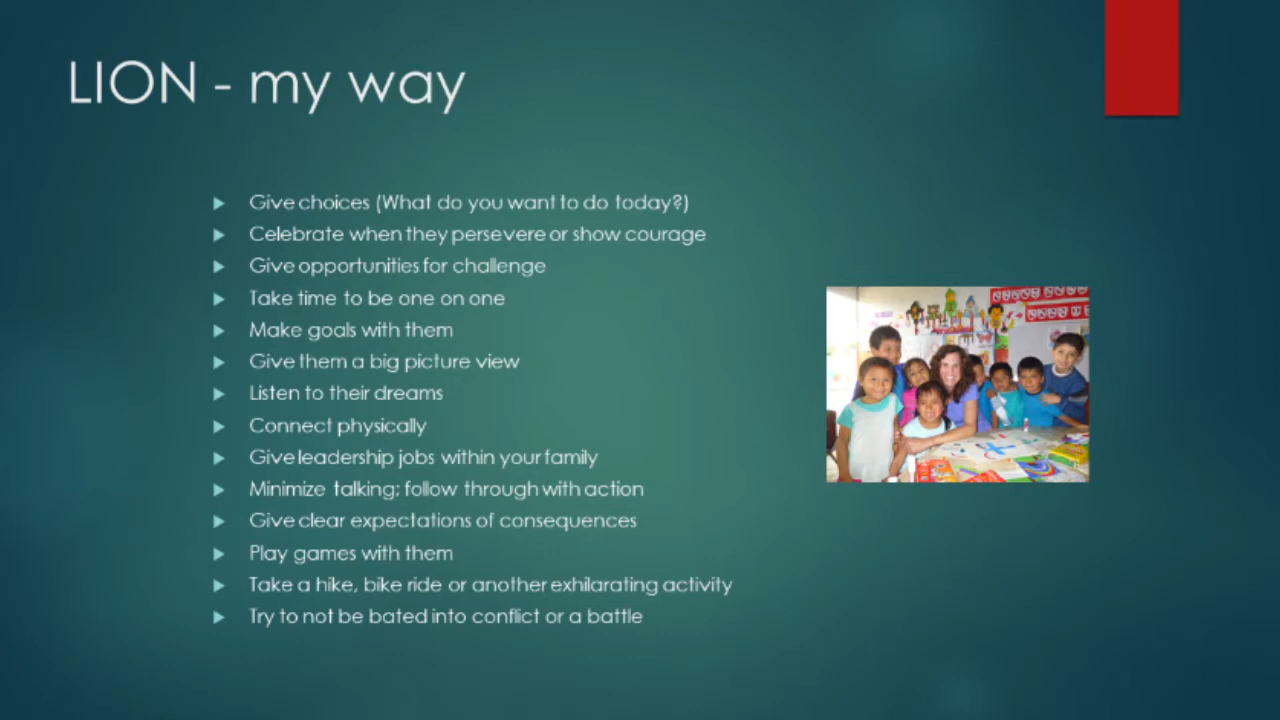 LION - my way
Give choices (What do you want to do today?)
Celebrate when they persevere or show courage
Give opportunities for challenge
Take time to be one on one
Make goals with them
Give them a big picture view
Listen to their dreams
Connect physically
Give leadership jobs within your family
Minimize talking; follow through with action
Give clear expectations of consequences
Play games with them
Take a hike, bike ride or another exhilarating activity
Try to not be bated into conflict or a battle